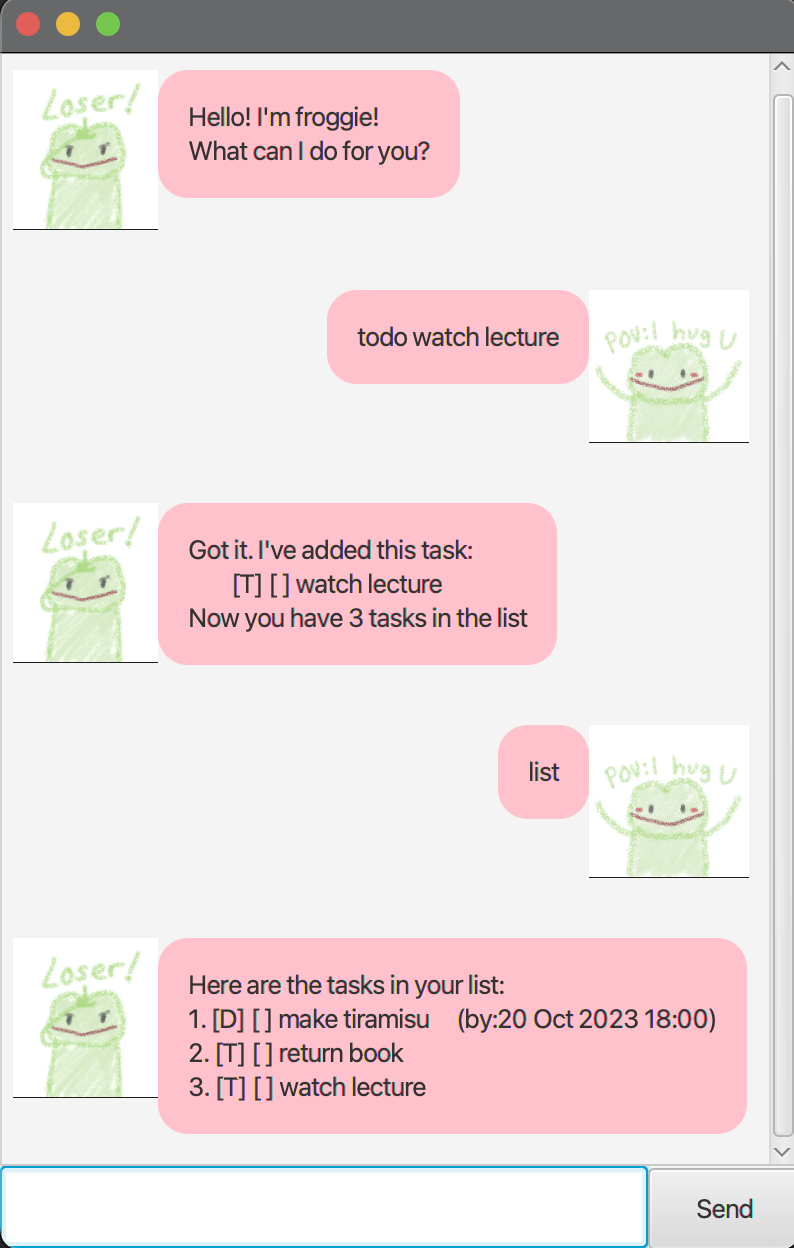 Loser!
Hello! I'm froggie!
What can I do for you?
todo watch lecture
pov:I hug U
Loser!
Got it. I've added this task:
[T] [ ] watch lecture
Now you have 3 tasks in the list
list
pov:I hug U
Loser!
Here are the tasks in your list:
1. [D] [ ] make tiramisu (by:20 Oct 2023 18:00)
2. [T] [ ] return book
3. [T] [ ] watch lecture
Send